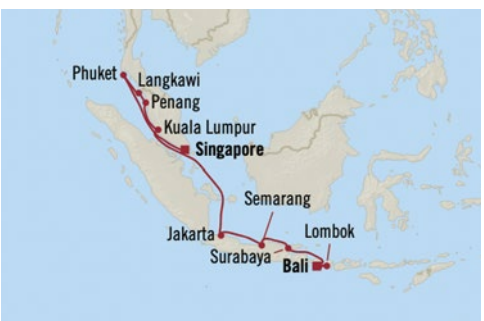 Phuket
Langkawi
Penang
Kuala Lumpur
Singapore
Semarang
Jakarta
Lombok
Surabaya
Bali